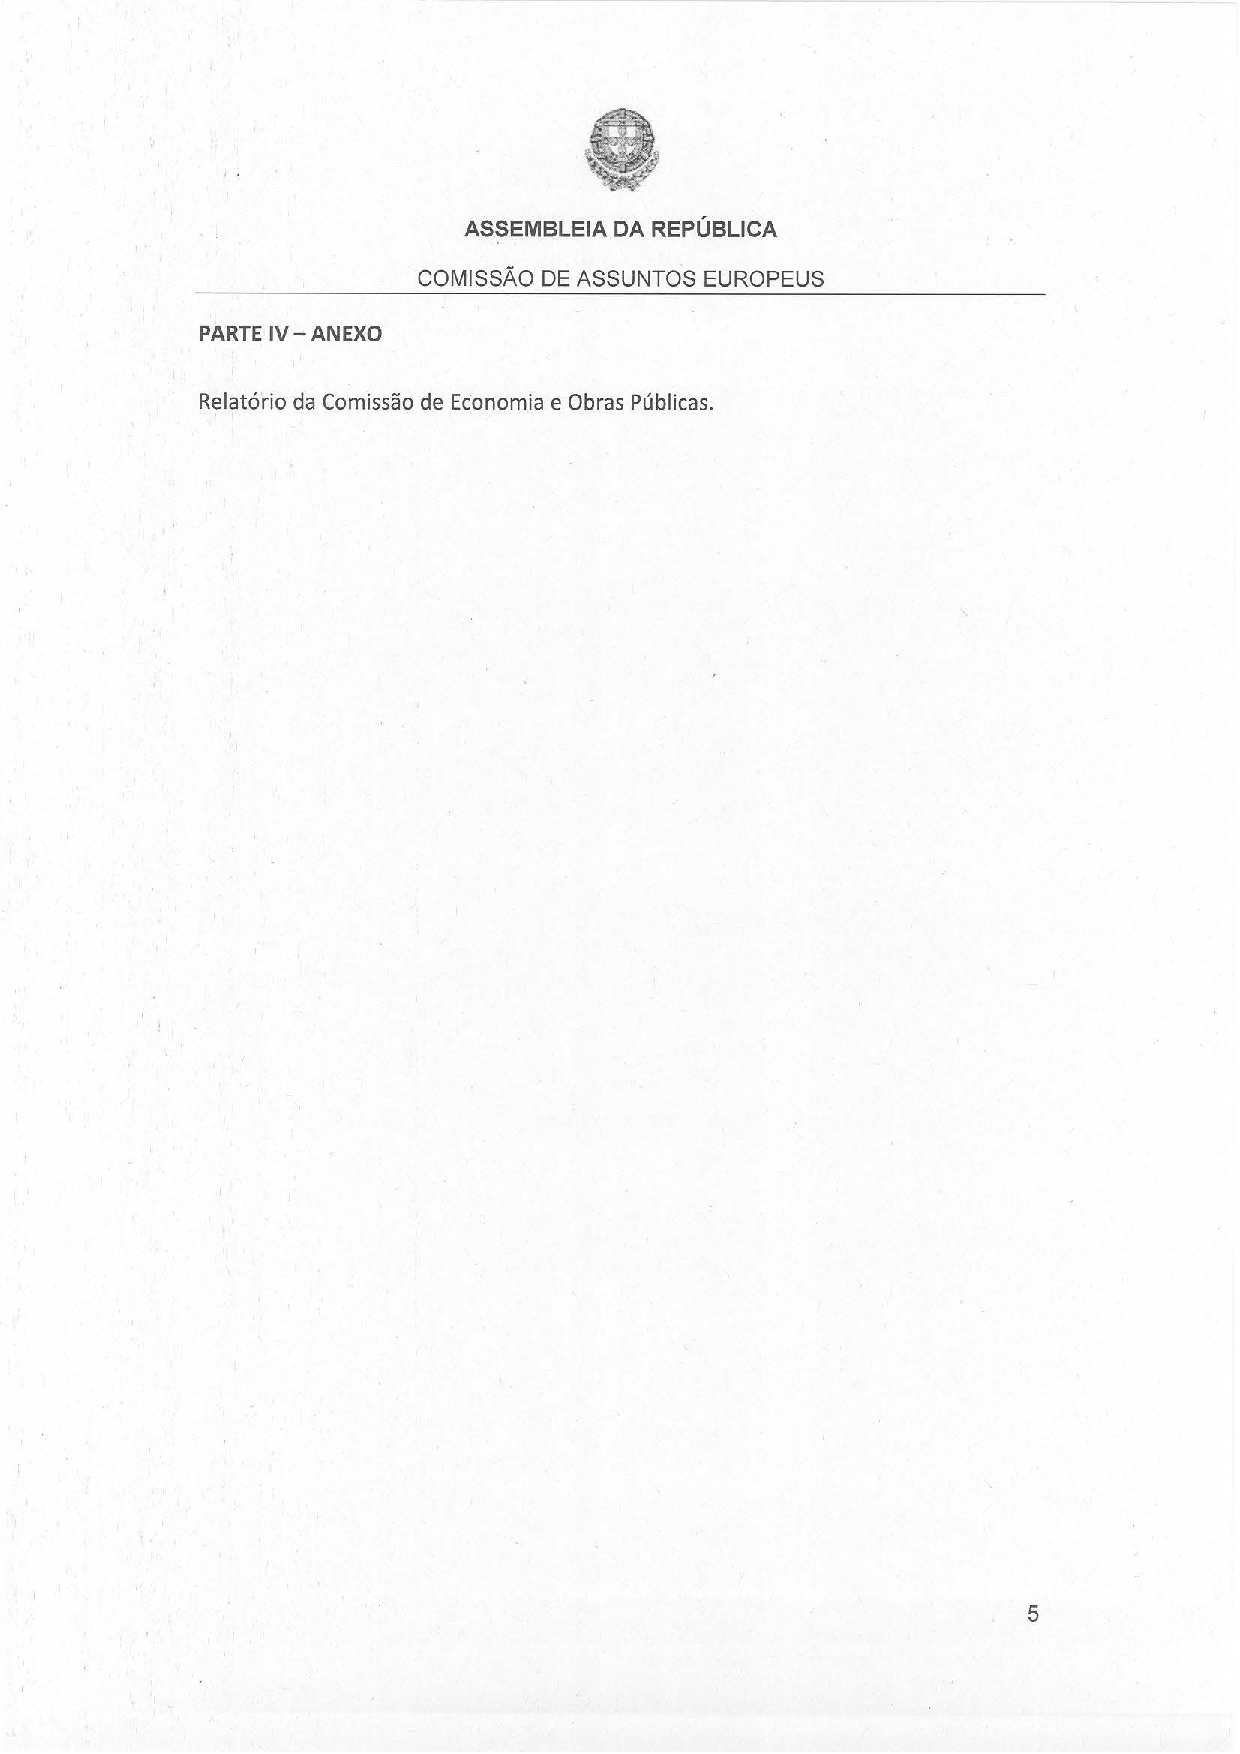 ASSEMBLEIA DA REPÚBLICA
COMISSÃO DE ASSUNTOS EUROPEUS
PARTE IV – ANEXO
Relatório da Comissão de Economia e Obras Públicas.
5